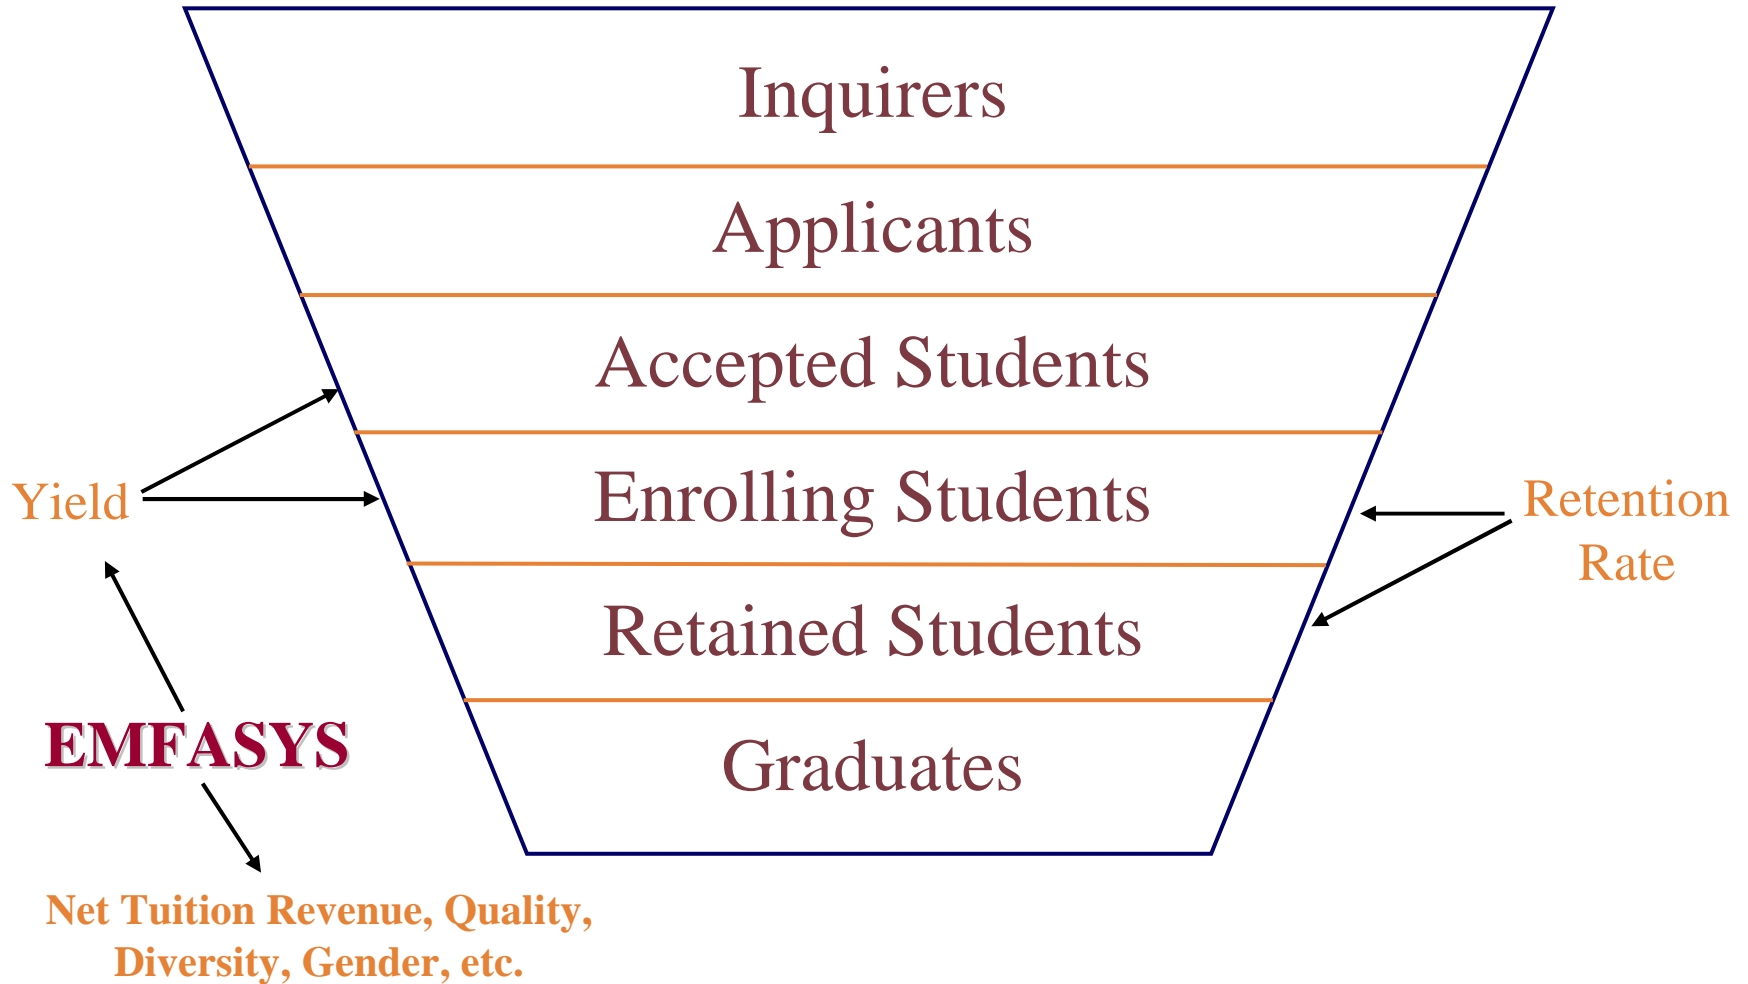 Inquirers
Applicants
Accepted Students
Enrolling Students
Yield
Retention
Rate
Retained Students
EMFASYS
Graduates
Net Tuition Revenue, Quality,
Diversity, Gender, etc.